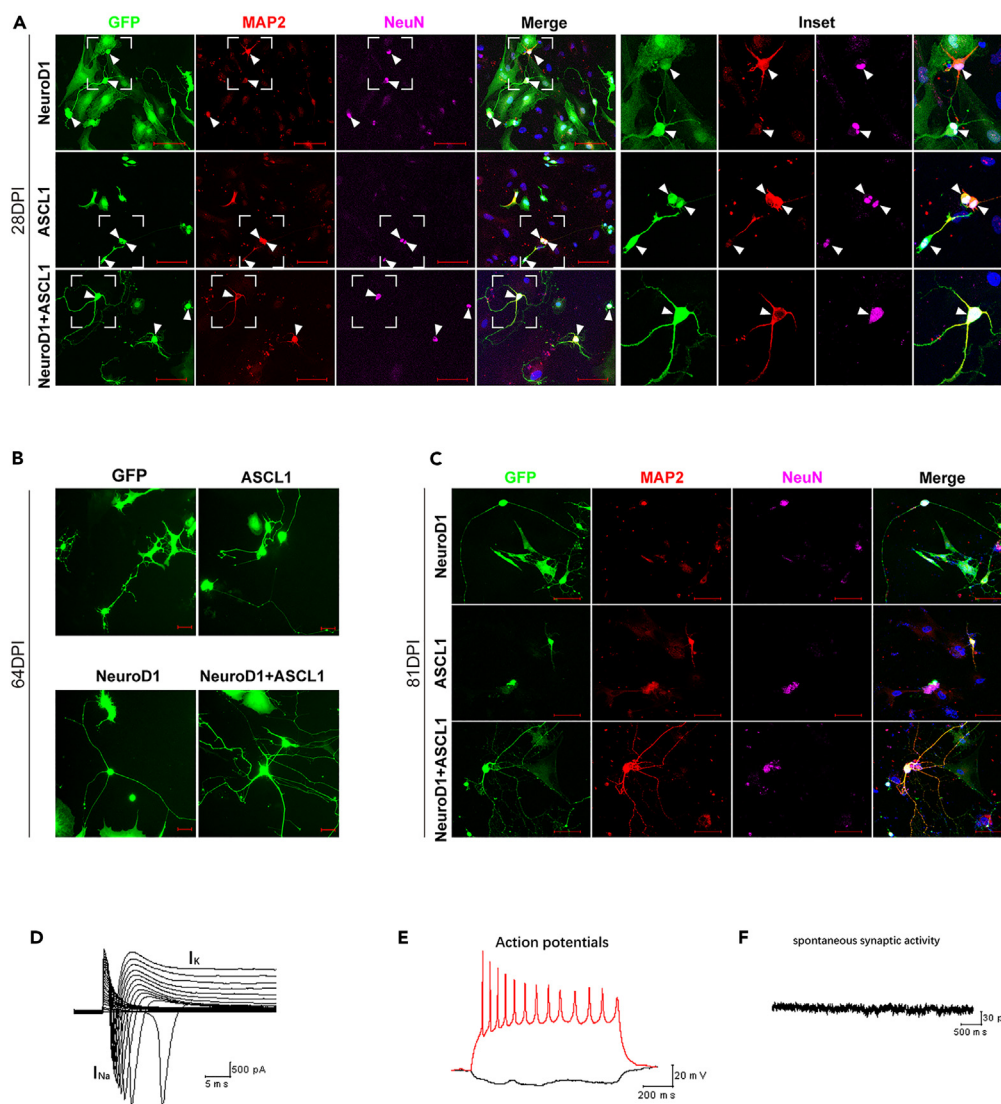 A
GFP MAP2 NeuN Merge Inset
28DPI
NeuroD1
ASCL1
NeuroD1+ASCL1
B
GFP ASCL1
64DPI
NeuroD1 NeuroD1+ASCL1
C
GFP MAP2 NeuN Merge
81DPI
NeuroD1
ASCL1
NeuroD1+ASCL1
D
IK
INa
500 pA
5 ms
E
Action potentials
20 mV
200 ms
F
spontaneous synaptic activity
30 p
500 ms